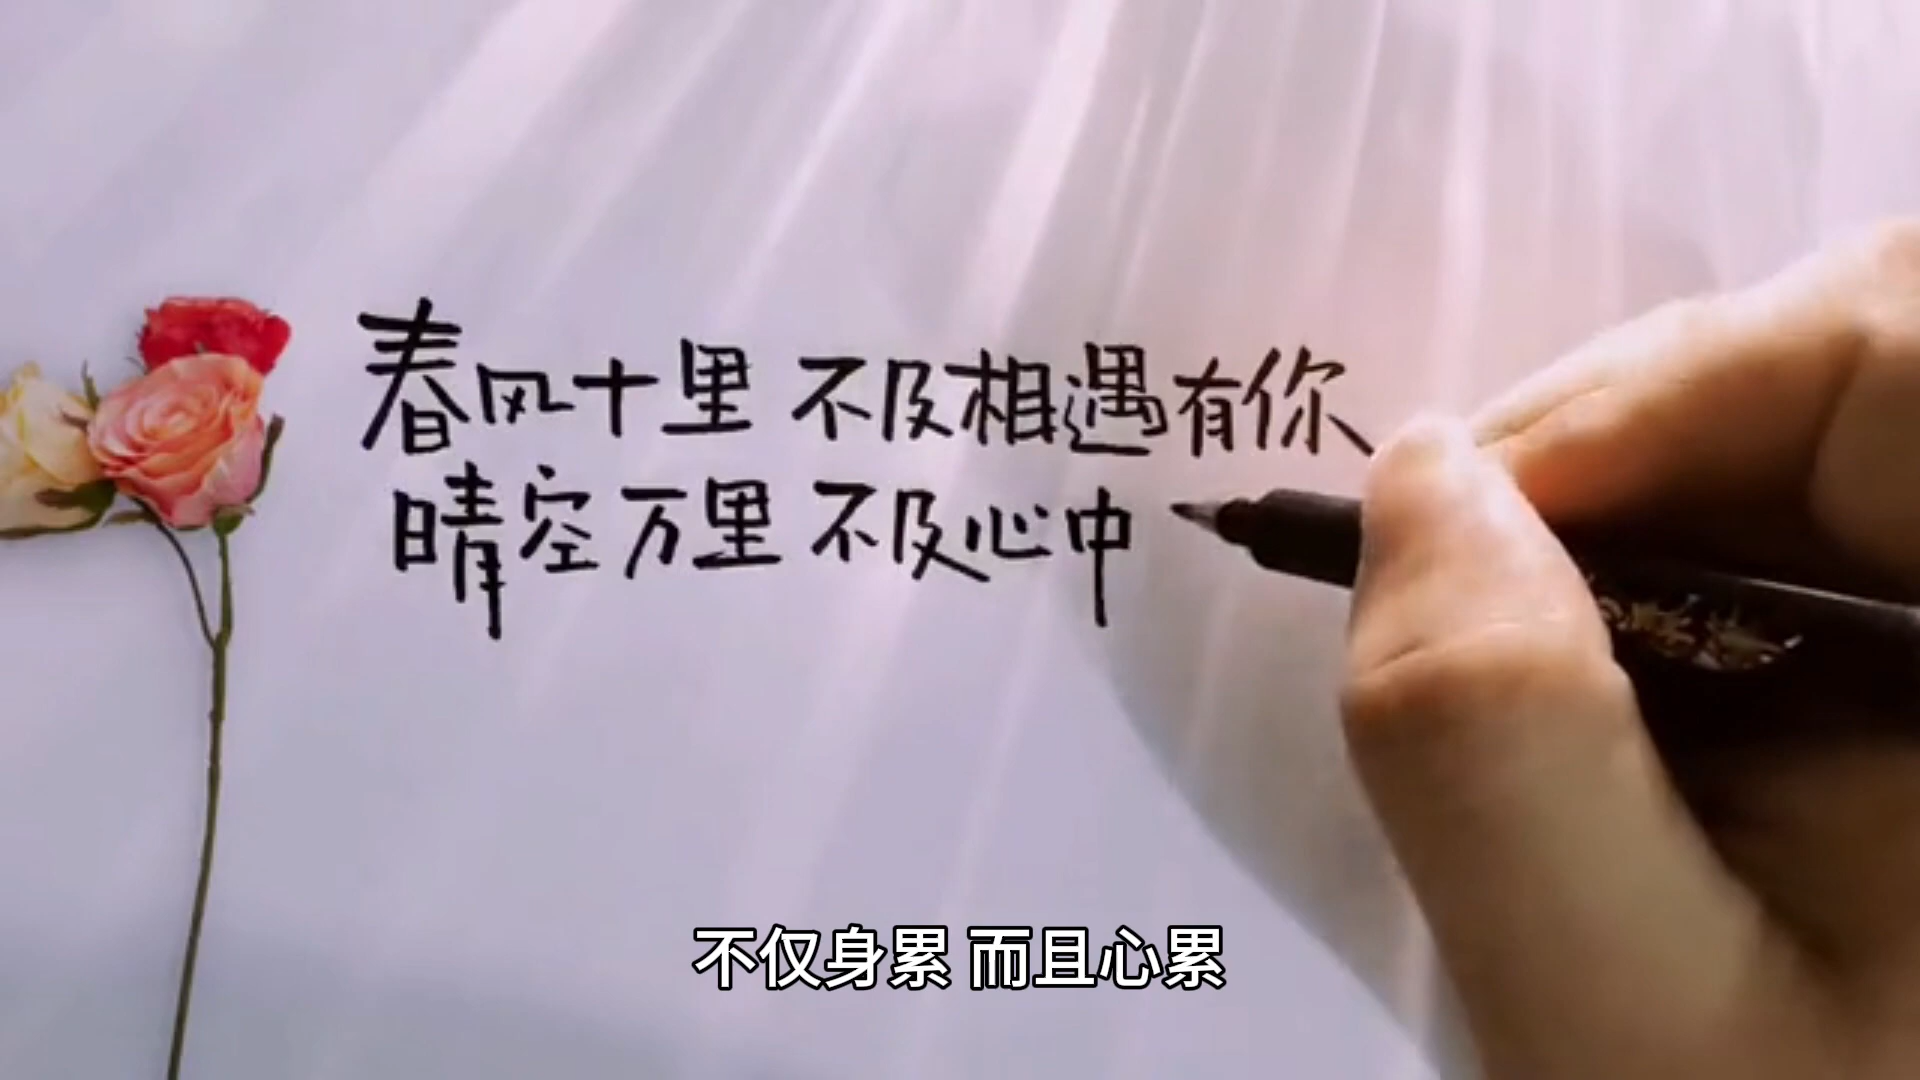 春风十里 不及相遇有你
晴空万里 不及心中
不仅身累 而且心累